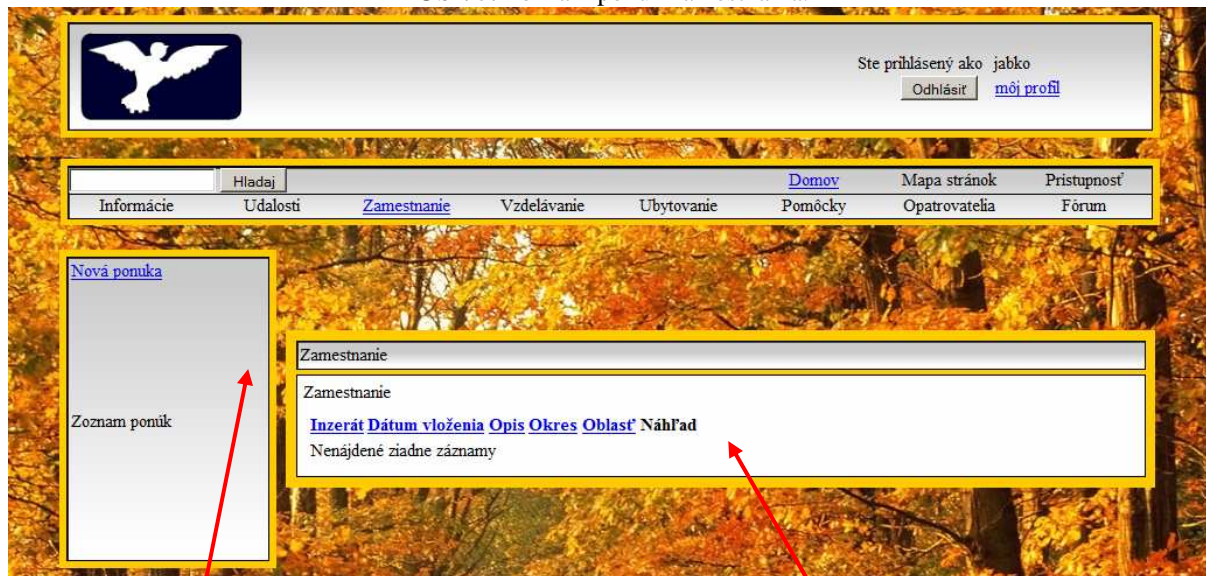 Ste prihlásený ako jabko
Odhlásiť môj profil
Hladaj Domov Mapa stránok Pristupnosť
Informácie Udalosti Zamestnanie Vzdelávanie Ubytovanie Pomôcky Opatrovatelia Fórum
Nová ponuka
Zoznam ponúk
Zamestnanie
Zamestnanie
Inzerát Dátum vloženia Opis Okres Oblasť Náhľad
Nenájdené ziadne záznamy